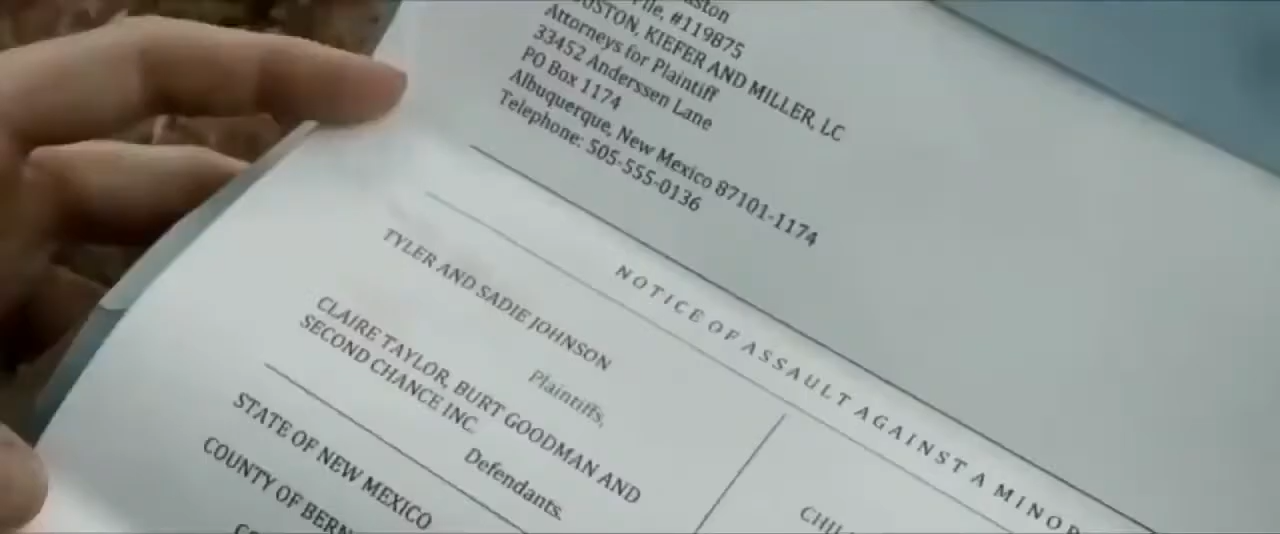 #119875
KIEFER AND MILLER, LC
Attorneys for Plaintiff
33452 Anderssen Lane
PO Box 1174
Albuquerque, New Mexico 87101-1174
Telephone: 505-555-0136
NOTICE OF ASSAULT AGAINST A MINOR
TYLER AND SADIE JOHNSON
Plaintiffs,
CLAIRE TAYLOR, BURT GOODMAN AND
SECOND CHANCE INC.
Defendants.
STATE OF NEW MEXICO
COUNTY OF